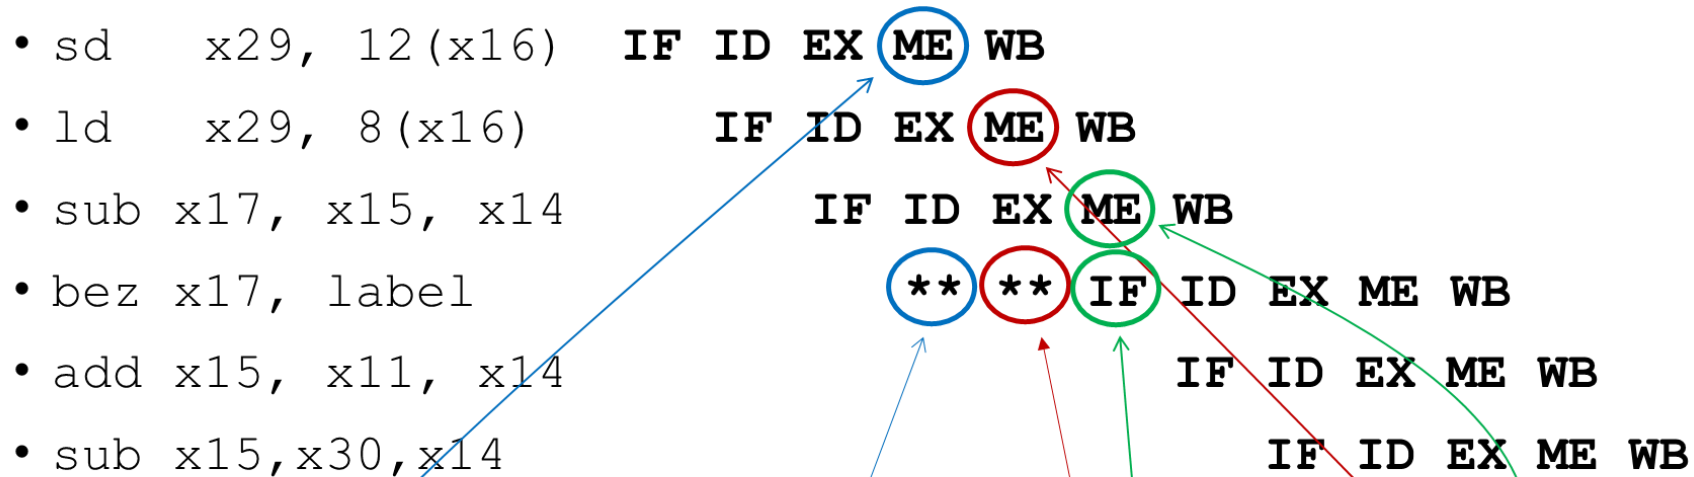 • sd x29, 12(x16) IF ID EX ME WB
• ld x29, 8(x16) IF ID EX ME WB
• sub x17, x15, x14 IF ID EX ME WB
• bez x17, label ** ** IF ID EX ME WB
• add x15, x11, x14 IF ID EX ME WB
• sub x15,x30,x14 IF ID EX ME WB